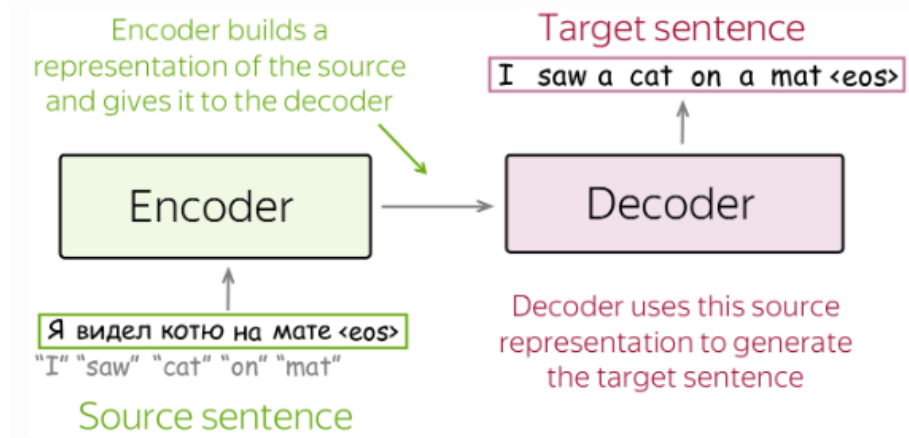 Encoder builds a
representation of the source
and gives it to the decoder
Target sentence
I saw a cat on a mat <eos>
Encoder
Decoder
Я видел котю на мате <eos>
"I" "saw" "cat" "on" "mat"
Source sentence
Decoder uses this source
representation to generate
the target sentence